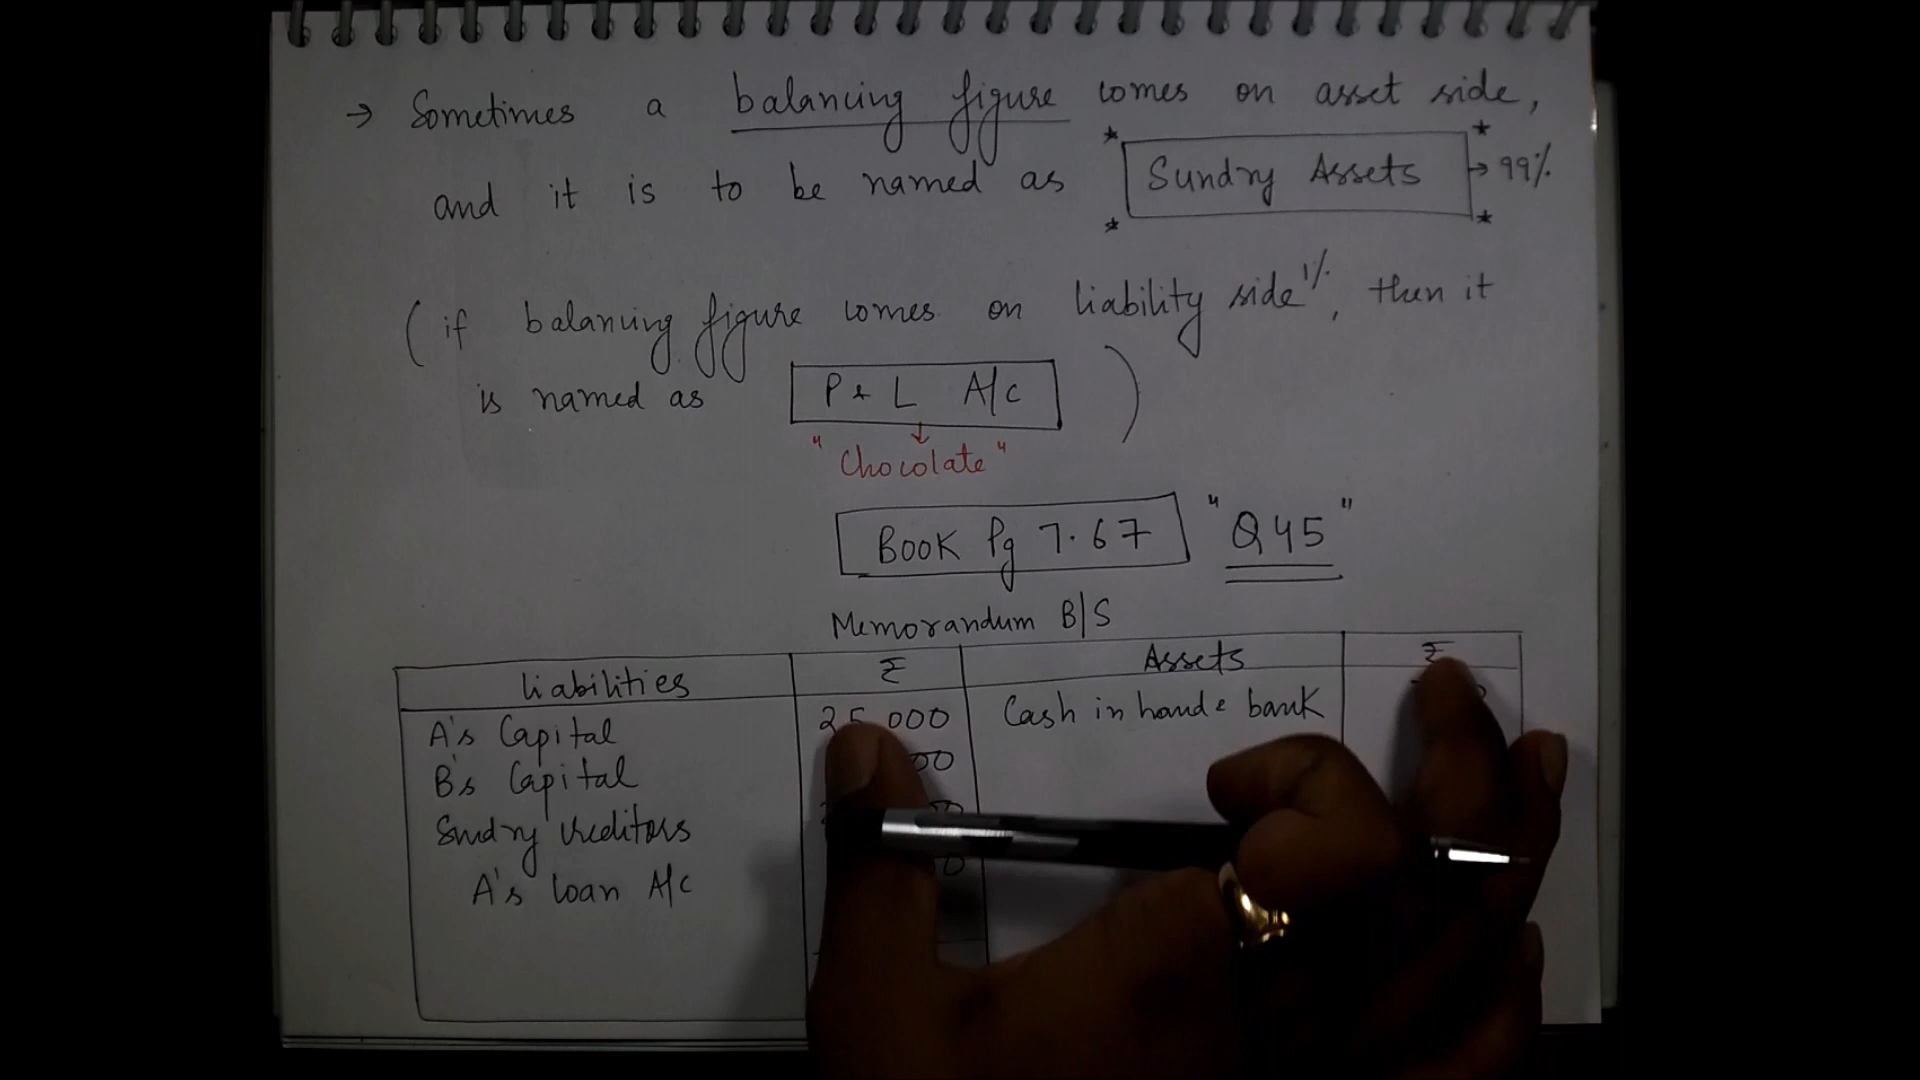 → Sometimes a balancing figure comes on asset side,
and it is to be named as Sundry Assets → 99%
(if balancing figure comes on liability side 1%, then it
is named as P & L A/c )
"Chocolate"
BOOK Pg 7.67 "Q45"
Memorandum B/S
Liabilities ₹ Assets ₹
A's Capital 25000 Cash in hand & bank
B's Capital
Sundry Creditors
A's loan A/c